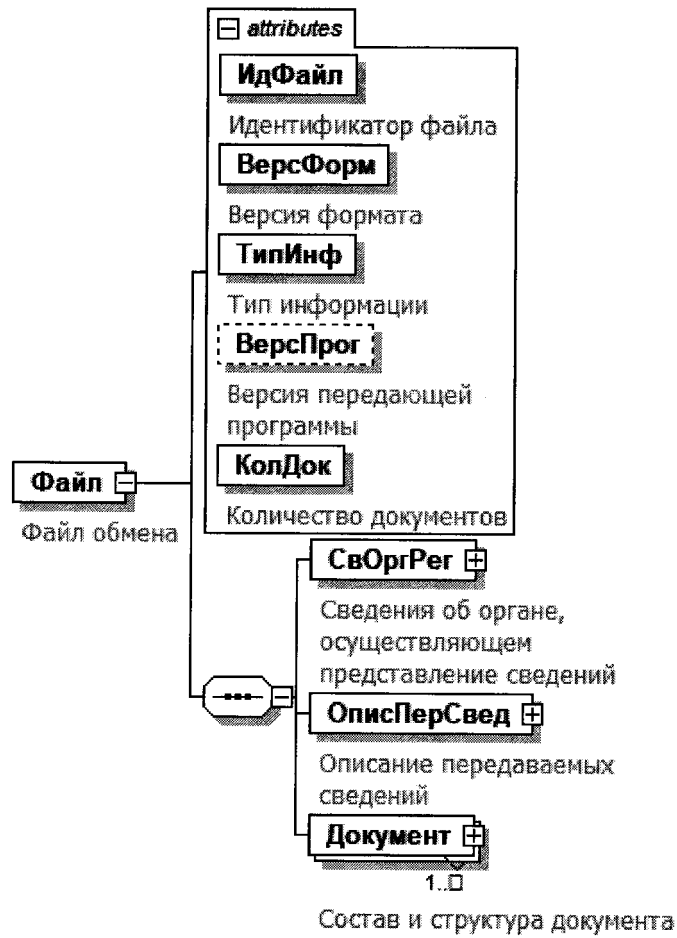 attributes
ИдФайл
Идентификатор файла
ВерсФорм
Версия формата
ТипИнф
Тип информации
ВерсПрог
Версия передающей
программы
КолДок
Количество документов
Файл
Файл обмена
СвОргРег
Сведения об органе,
осуществляющем
представление сведений
ОписПерСвед
Описание передаваемых
сведений
Документ
1..□
Состав и структура документа